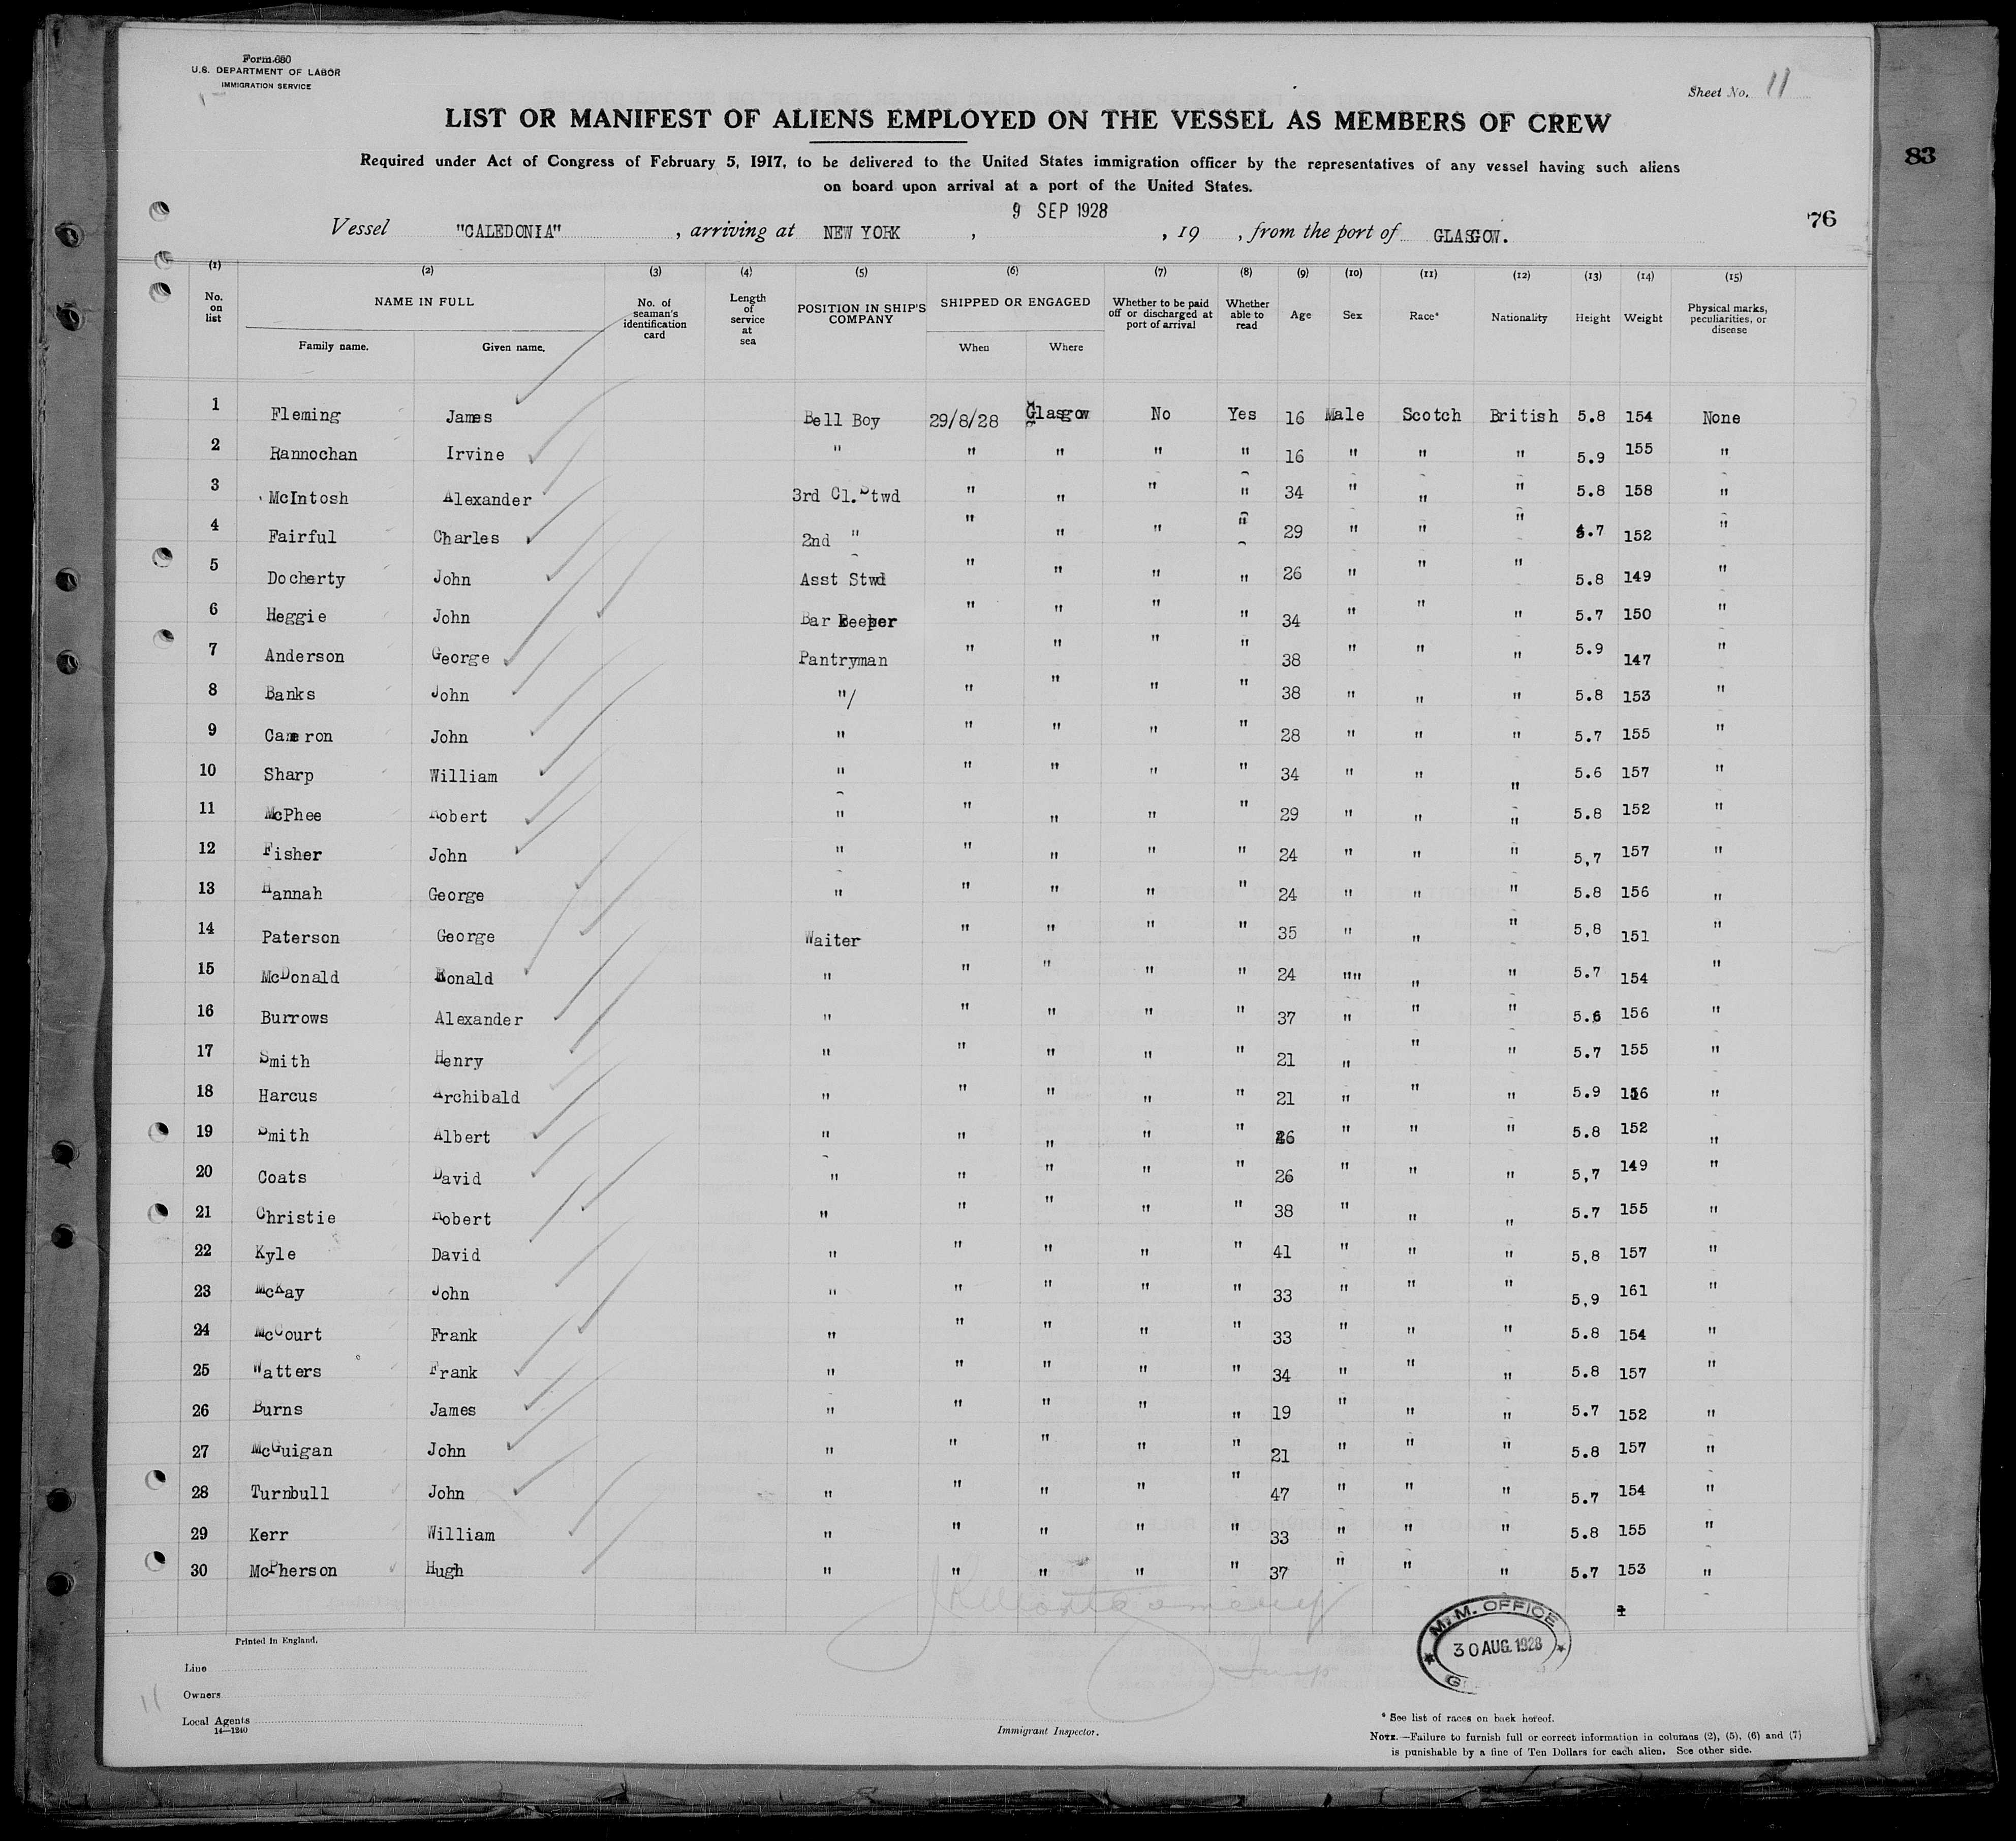 Form 680
U.S. DEPARTMENT OF LABOR
IMMIGRATION SERVICE
Sheet No. 11
LIST OR MANIFEST OF ALIENS EMPLOYED ON THE VESSEL AS MEMBERS OF CREW
83
Required under Act of Congress of February 5, 1917, to be delivered to the United States immigration officer by the representatives of any vessel having such aliens
on board upon arrival at a port of the United States.
9 SEP 1928
76
Vessel "CALEDONIA" , arriving at NEW YORK , , 19 , from the port of GLASGOW.
(1) (2) (3) (4) (5) (6) (7) (8) (9) (10) (11) (12) (13) (14) (15)
No. on list NAME IN FULL Family name. Given name. No. of seaman's identification card Length of service at sea POSITION IN SHIP'S COMPANY SHIPPED OR ENGAGED When Where Whether to be paid off or discharged at port of arrival Whether able to read Age Sex Race* Nationality Height Weight Physical marks, peculiarities, or disease
1 Fleming James Bell Boy 29/8/28 Glasgow No Yes 16 Male Scotch British 5.8 154 None
2 Rannochan Irvine " " " " " 16 " " " 5.9 155 "
3 McIntosh Alexander 3rd Cl. Stwd " " " " 34 " " " 5.8 158 "
4 Fairful Charles 2nd " " " " " 29 " " " 5.7 152 "
5 Docherty John Asst Stwd " " " " 26 " " " 5.8 149 "
6 Heggie John Bar Keeper " " " " 34 " " " 5.7 150 "
7 Anderson George Pantryman " " " " 38 " " " 5.9 147 "
8 Banks John "/ " " " " 38 " " " 5.8 153 "
9 Cameron John " " " " " 28 " " " 5.7 155 "
10 Sharp William " " " " " 34 " " " 5.6 157 "
11 McPhee Robert " " " " " 29 " " " 5.8 152 "
12 Fisher John " " " " " 24 " " " 5,7 157 "
13 Hannah George " " " " " 24 " " " 5.8 156 "
14 Paterson George Waiter " " " " 35 " " " 5,8 151 "
15 McDonald Ronald " " " " " 24 "" " " 5.7 154 "
16 Burrows Alexander " " " " " 37 " " " 5.6 156 "
17 Smith Henry " " " " " 21 " " " 5.7 155 "
18 Harcus Archibald " " " " " 21 " " " 5.9 156 "
19 Smith Albert " " " " " 26 " " " 5.8 152 "
20 Coats David " " " " " 26 " " " 5,7 149 "
21 Christie Robert " " " " " 38 " " " 5.7 155 "
22 Kyle David " " " " " 41 " " " 5,8 157 "
23 McKay John " " " " " 33 " " " 5,9 161 "
24 McCourt Frank " " " " " 33 " " " 5.8 154 "
25 Watters Frank " " " " " 34 " " " 5.8 157 "
26 Burns James " " " " " 19 " " " 5.7 152 "
27 McGuigan John " " " " " 21 " " " 5.8 157 "
28 Turnbull John " " " " " 47 " " " 5.7 154 "
29 Kerr William " " " " " 33 " " " 5.8 155 "
30 McPherson Hugh " " " " " 37 " " " 5.7 153 "
M.M. OFFICE
30 AUG. 1928
Printed in England.
Line
Owners
11
Local Agents
14—1240
Immigrant Inspector.
* See list of races on back hereof.
NOTE.—Failure to furnish full or correct information in columns (2), (5), (6) and (7)
is punishable by a fine of Ten Dollars for each alien. See other side.